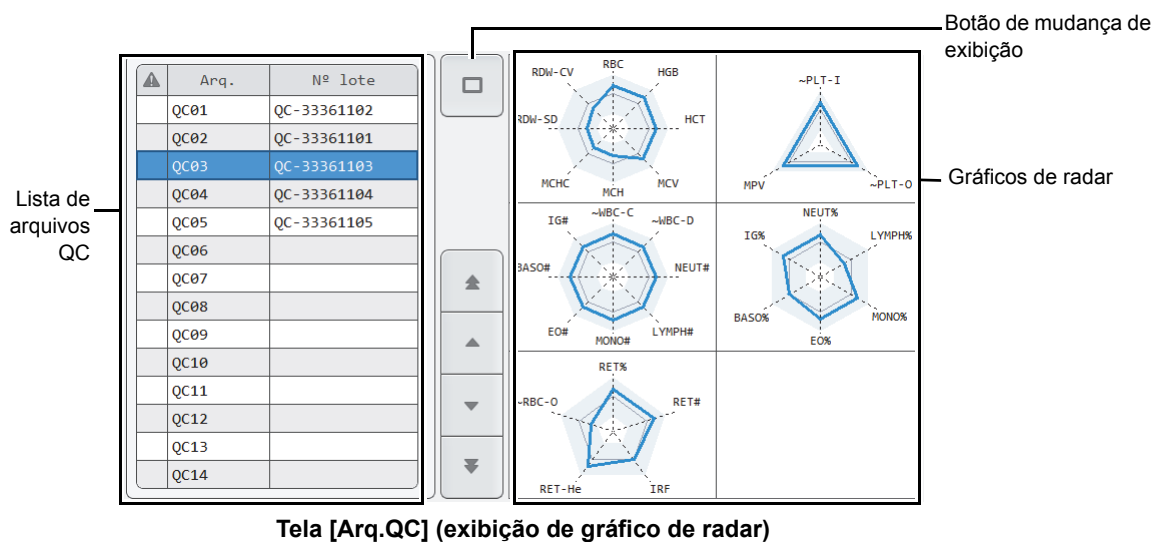 Botão de mudança de
exibição
Arq. Nº lote
QC01 QC-33361102
QC02 QC-33361101
QC03 QC-33361103
QC04 QC-33361104
QC05 QC-33361105
QC06
QC07
QC08
QC09
QC10
QC11
QC12
QC13
QC14
Lista de
arquivos
QC
RBC
RDW-CV HGB
RDW-SD HCT
MCHC MCV
MCH
~PLT-I
MPV ~PLT-O
Gráficos de radar
~WBC-C
IG# ~WBC-D
BASO# NEUT#
EO# LYMPH#
MONO#
NEUT%
IG% LYMPH%
BASO% MONO%
EO%
RET%
~RBC-O RET#
RET-He IRF
Tela [Arq.QC] (exibição de gráfico de radar)